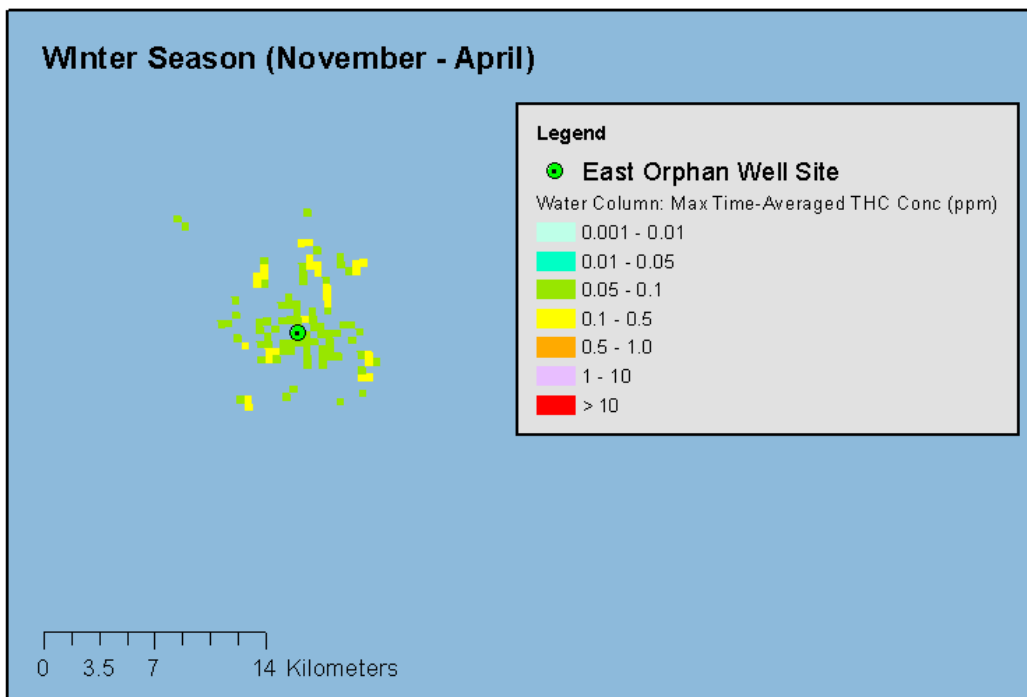 WInter Season (November - April)
Legend
East Orphan Well Site
Water Column: Max Time-Averaged THC Conc (ppm)
0.001 - 0.01
0.01 - 0.05
0.05 - 0.1
0.1 - 0.5
0.5 - 1.0
1 - 10
> 10
0 3.5 7 14 Kilometers